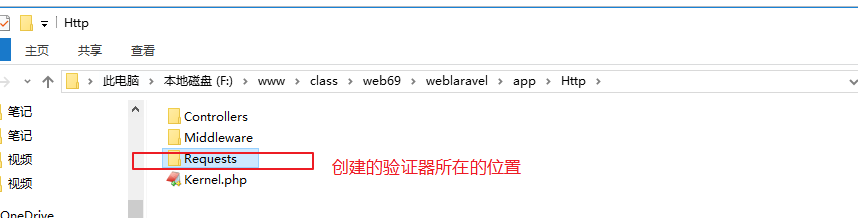 Http
主页 共享 查看
此电脑 本地磁盘 (F:) www class web69 weblaravel app Http
笔记
笔记
视频
视频
OneDrive
Controllers
Middleware
Requests
Kernel.php
创建的验证器所在的位置